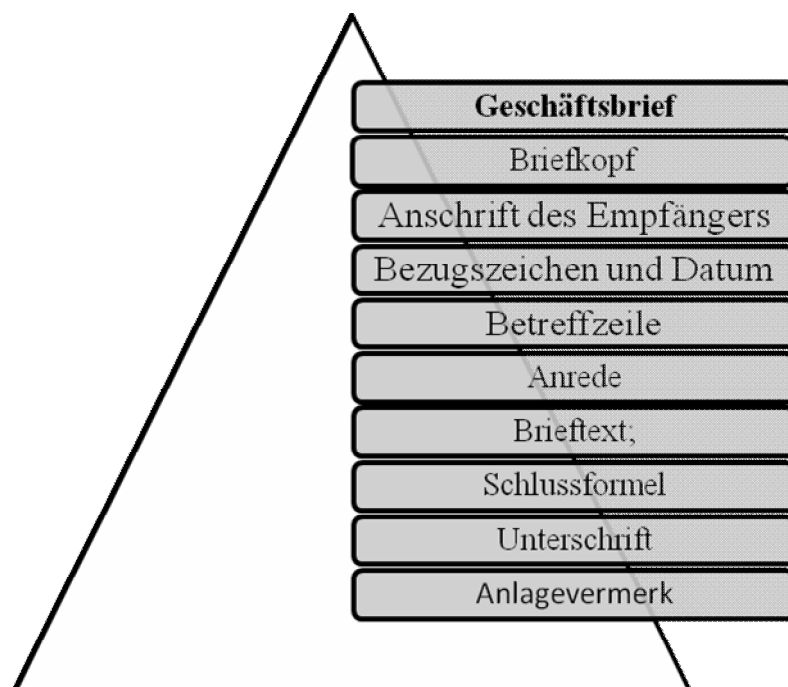 Geschäftsbrief
Briefkopf
Anschrift des Empfängers
Bezugszeichen und Datum
Betreffzeile
Anrede
Brieftext;
Schlussformel
Unterschrift
Anlagevermerk